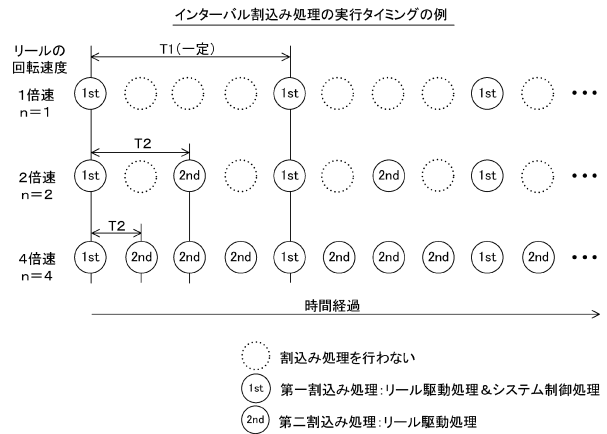 インターバル割込み処理の実行タイミングの例
リールの
回転速度
T1(一定)
1倍速
n=1
1st 1st 1st •••
T2
2倍速
n=2
1st 2nd 1st 2nd 1st •••
T2
4倍速
n=4
1st 2nd 2nd 2nd 1st 2nd 2nd 2nd 1st 2nd •••
時間経過
割込み処理を行わない
1st 第一割込み処理:リール駆動処理&システム制御処理
2nd 第二割込み処理:リール駆動処理